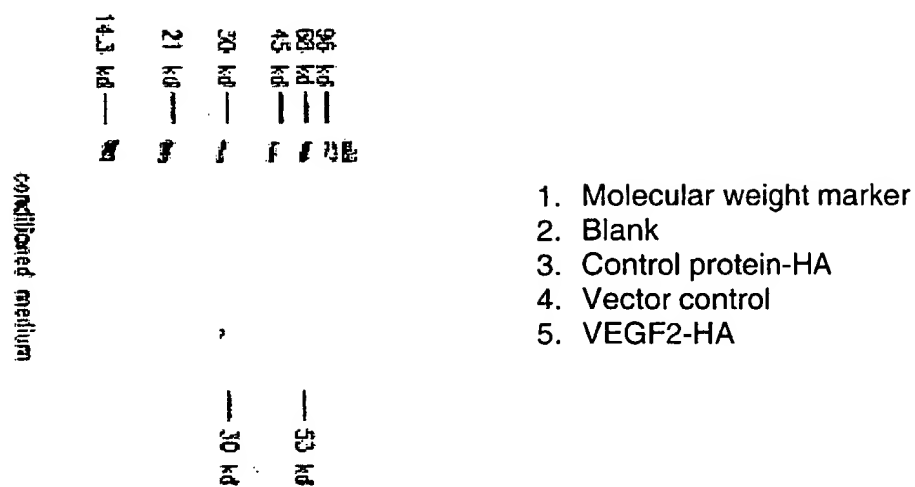 14.3 kd
21 kd
30 kd
45 kd
68 kd
96 kd
conditioned medium
30 kd
53 kd
1. Molecular weight marker
2. Blank
3. Control protein-HA
4. Vector control
5. VEGF2-HA